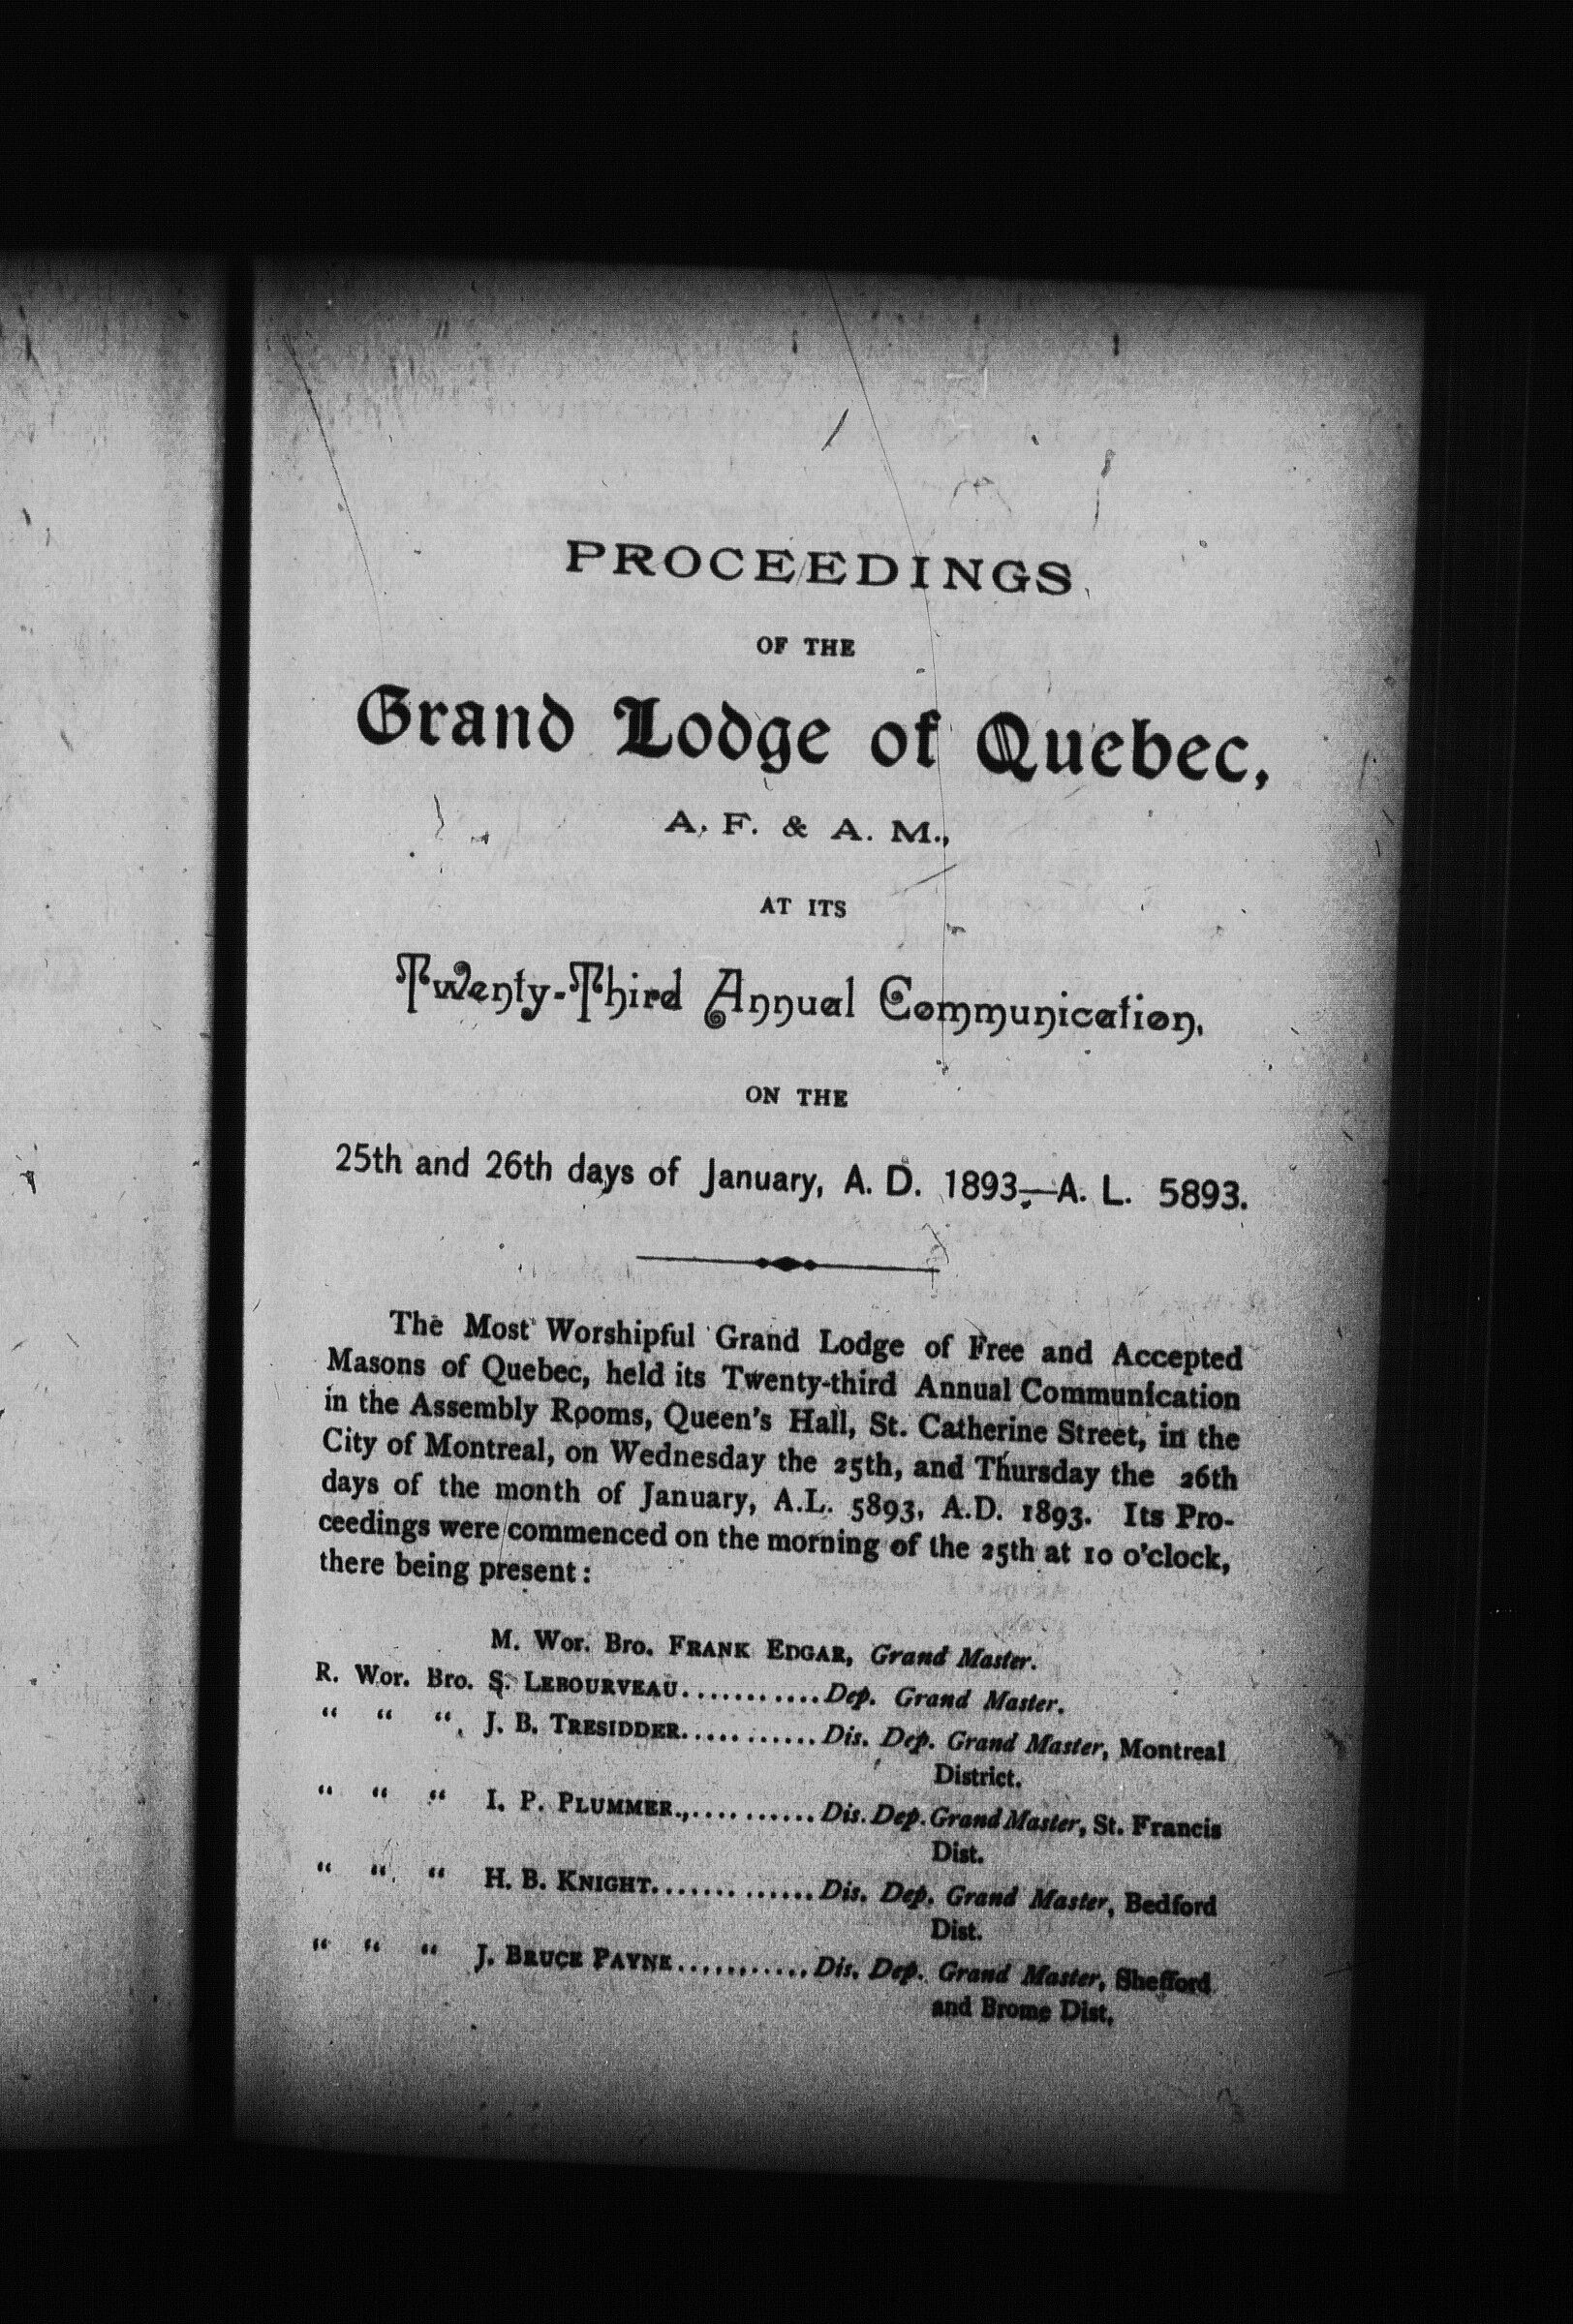 PROCEEDINGS
OF THE
Grand Lodge of Quebec,
A. F. & A. M.,
AT ITS
Twenty-Third Annual Communication,
ON THE
25th and 26th days of January, A. D. 1893.—A. L. 5893.
The Most Worshipful Grand Lodge of Free and Accepted
Masons of Quebec, held its Twenty-third Annual Communication
in the Assembly Rooms, Queen's Hall, St. Catherine Street, in the
City of Montreal, on Wednesday the 25th, and Thursday the 26th
days of the month of January, A.L. 5893, A.D. 1893. Its Pro-
ceedings were commenced on the morning of the 25th at 10 o'clock,
there being present:
M. Wor. Bro. FRANK EDGAR, Grand Master.
R. Wor. Bro. S. LEBOURVEAU............Dep. Grand Master.
" " " J. B. TRESIDDER............Dis. Dep. Grand Master, Montreal
District.
" " " I. P. PLUMMER.,...........Dis. Dep. Grand Master, St. Francis
Dist.
" " " H. B. KNIGHT..............Dis. Dep. Grand Master, Bedford
Dist.
" " " J. BRUCE PAYNE............Dis. Dep. Grand Master, Shefford
and Brome Dist.